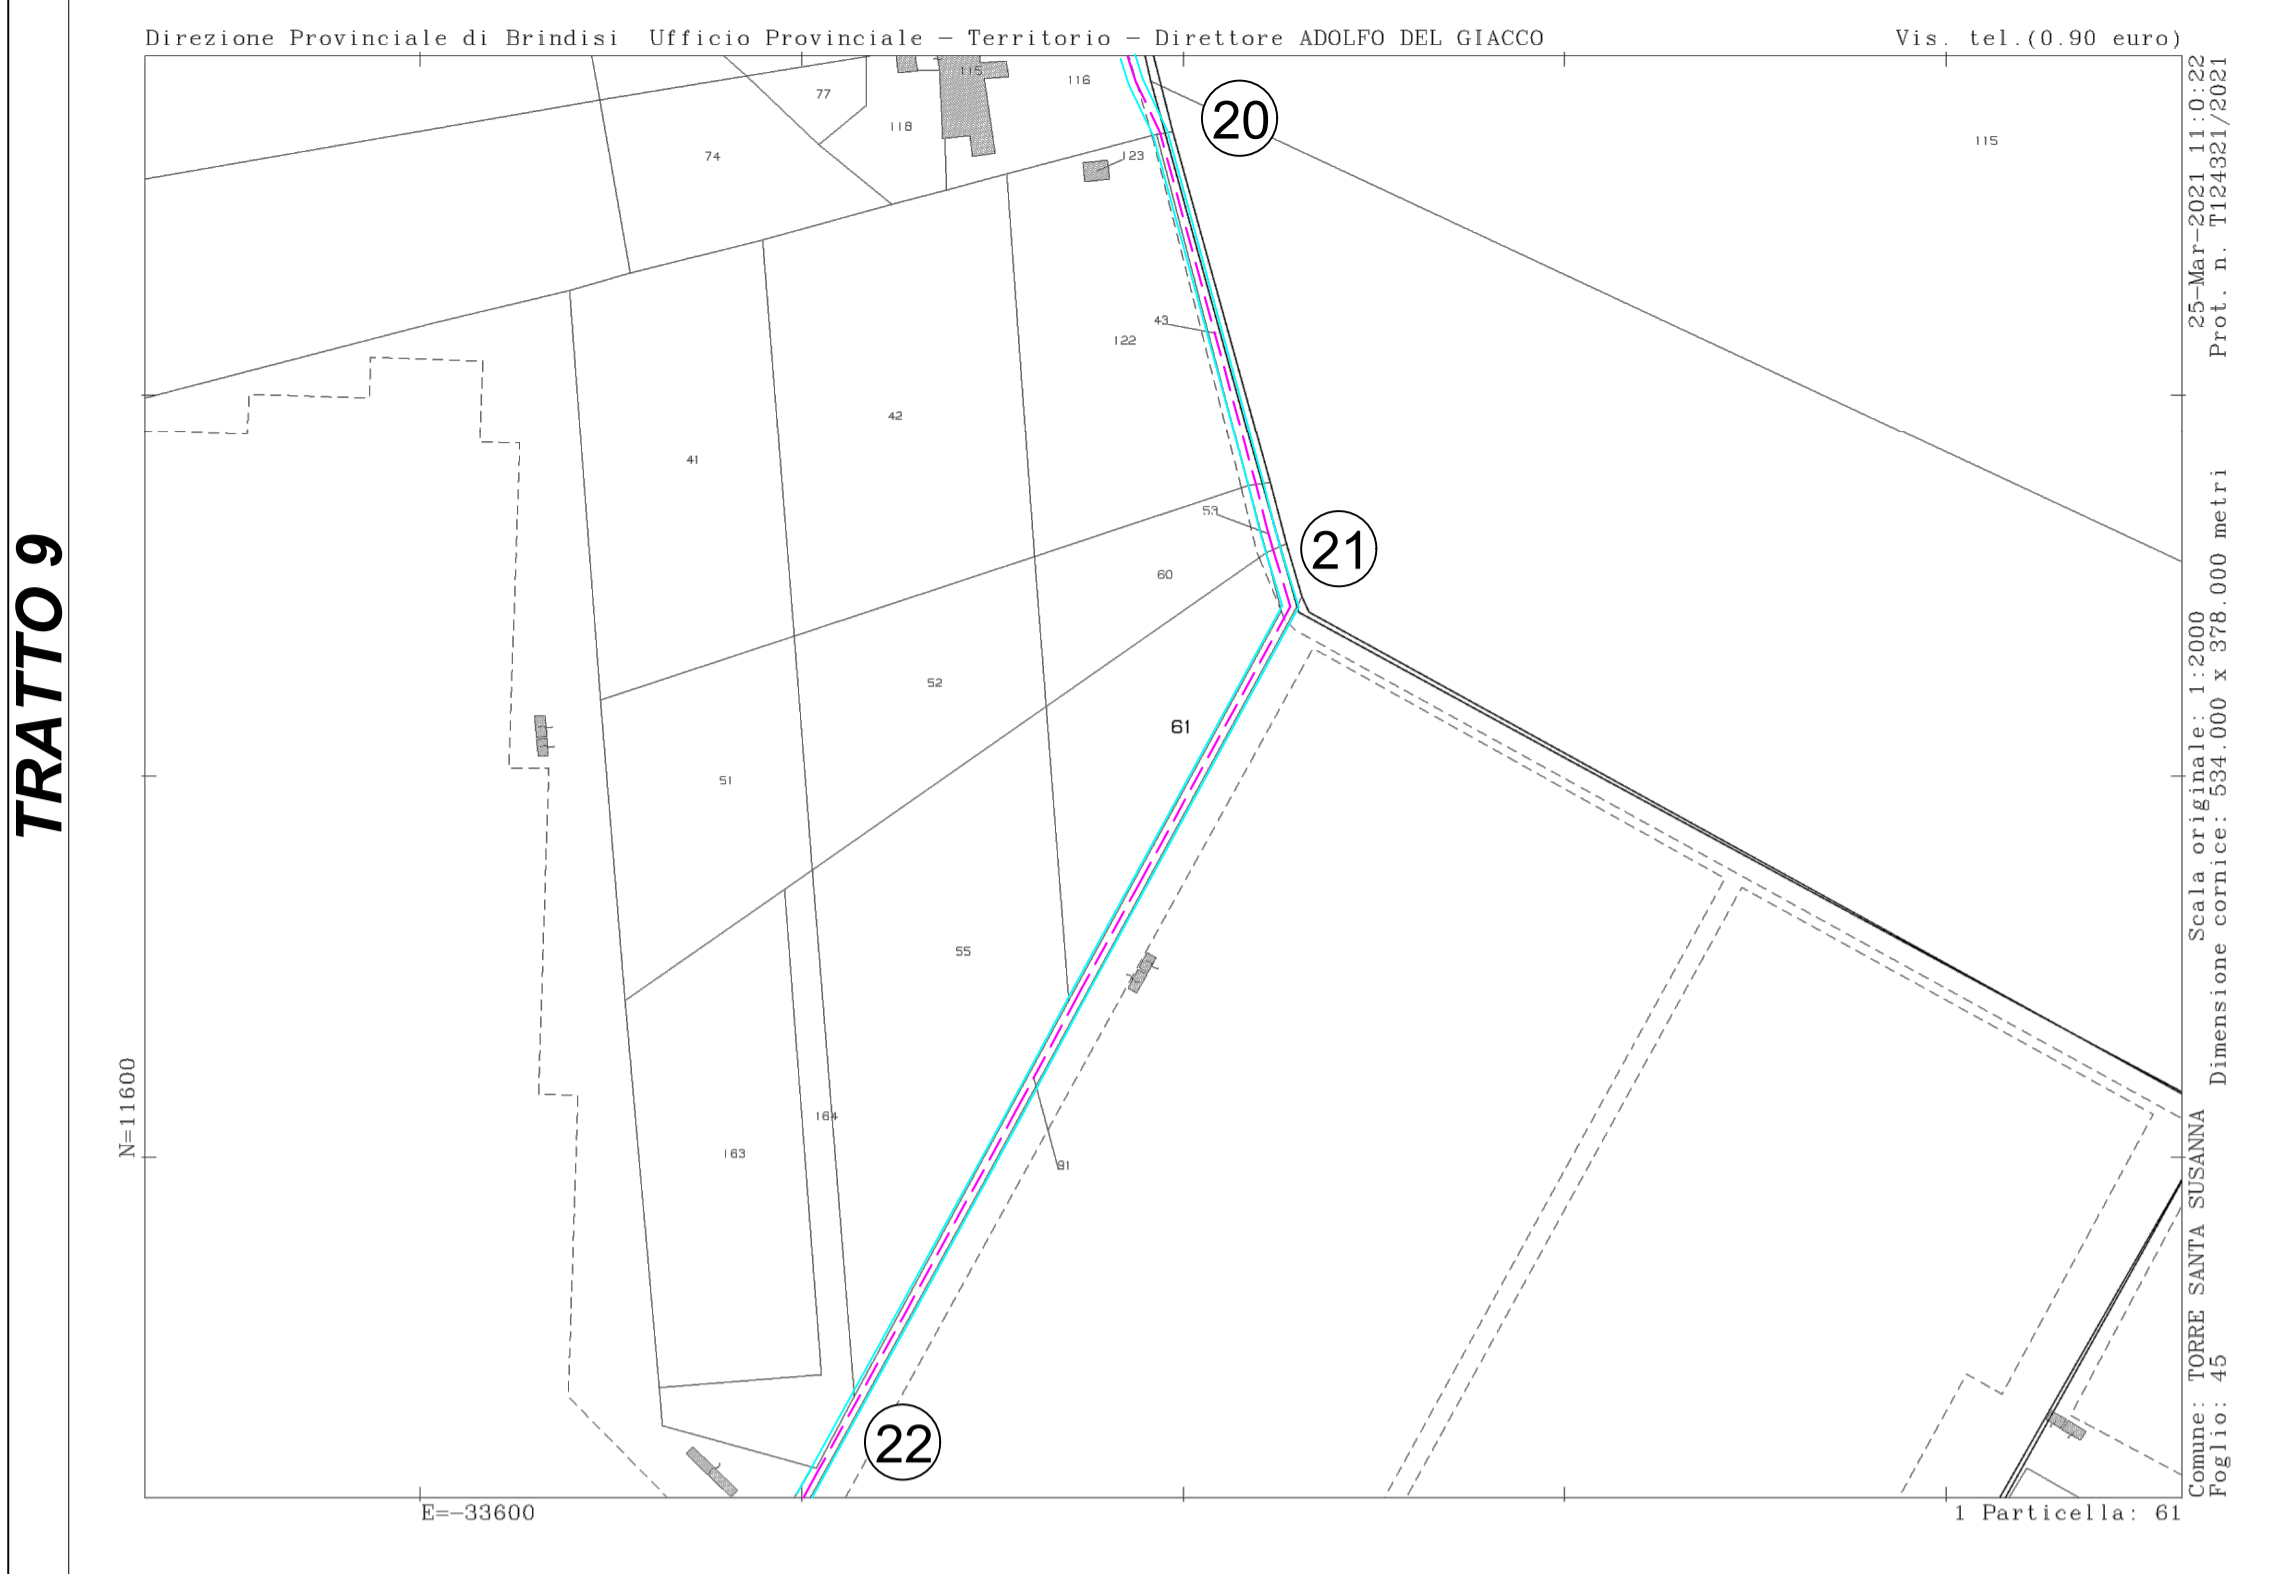 Direzione Provinciale di Brindisi Ufficio Provinciale - Territorio - Direttore ADOLFO DEL GIACCO
Vis. tel.(0.90 euro)
25-Mar-2021 11:0:22
Prot. n. T124321/2021
TRATTO 9
115
116
77
118
20
115
74
123
43
122
42
41
53
21
60
52
61
51
55
164
163
81
22
Scala originale: 1:2000
Dimensione cornice: 534.000 x 378.000 metri
N=11600
Comune: TORRE SANTA SUSANNA
Foglio: 45
E=-33600
1 Particella: 61